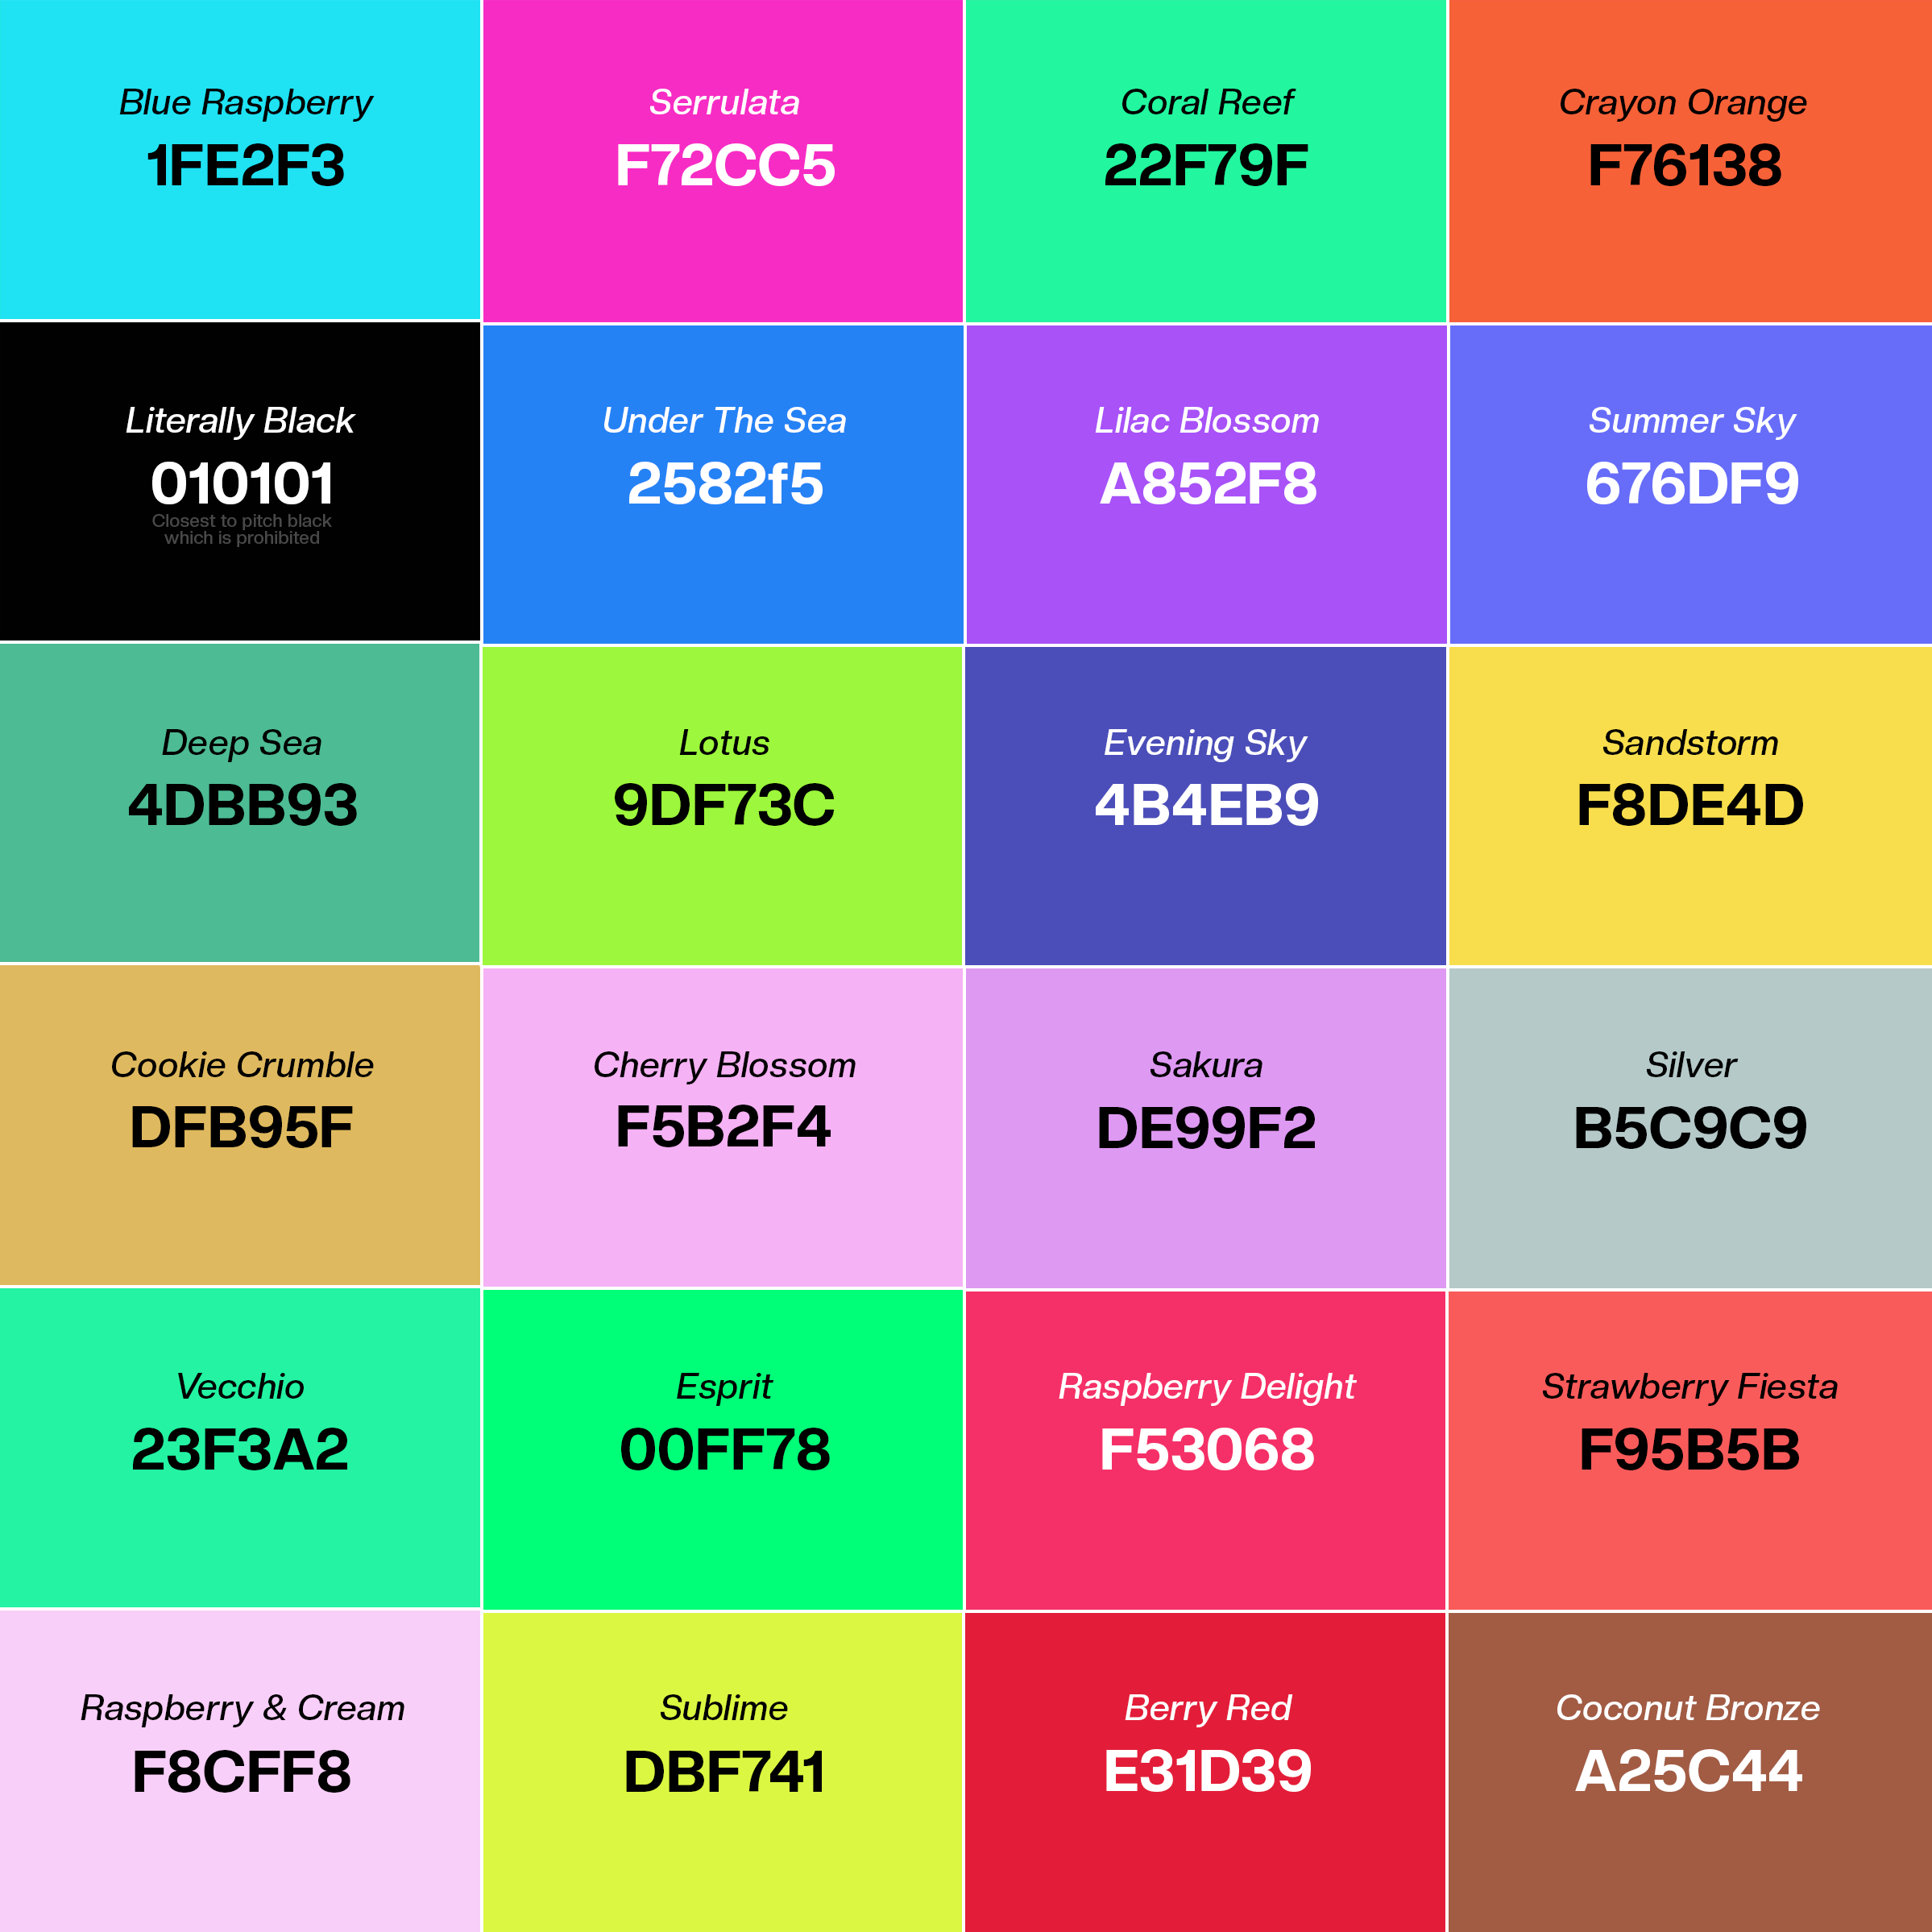 Blue Raspberry
1FE2F3
Serrulata
F72CC5
Coral Reef
22F79F
Crayon Orange
F76138
Literally Black
010101
Closest to pitch black
which is prohibited
Under The Sea
2582f5
Lilac Blossom
A852F8
Summer Sky
676DF9
Deep Sea
4DBB93
Lotus
9DF73C
Evening Sky
4B4EB9
Sandstorm
F8DE4D
Cookie Crumble
DFB95F
Cherry Blossom
F5B2F4
Sakura
DE99F2
Silver
B5C9C9
Vecchio
23F3A2
Esprit
00FF78
Raspberry Delight
F53068
Strawberry Fiesta
F95B5B
Raspberry & Cream
F8CFF8
Sublime
DBF741
Berry Red
E31D39
Coconut Bronze
A25C44